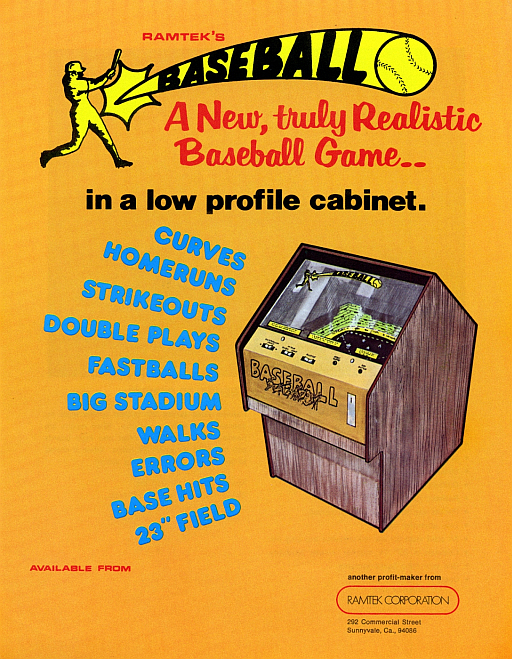 RAMTEK'S
BASEBALL
A New, truly Realistic
Baseball Game..
in a low profile cabinet.
CURVES
HOMERUNS
STRIKEOUTS
DOUBLE PLAYS
FASTBALLS
BIG STADIUM
WALKS
ERRORS
BASE HITS
23" FIELD
BASEBALL
BASEBALL
AVAILABLE FROM
another profit-maker from
RAMTEK CORPORATION
292 Commercial Street
Sunnyvale, Ca., 94086